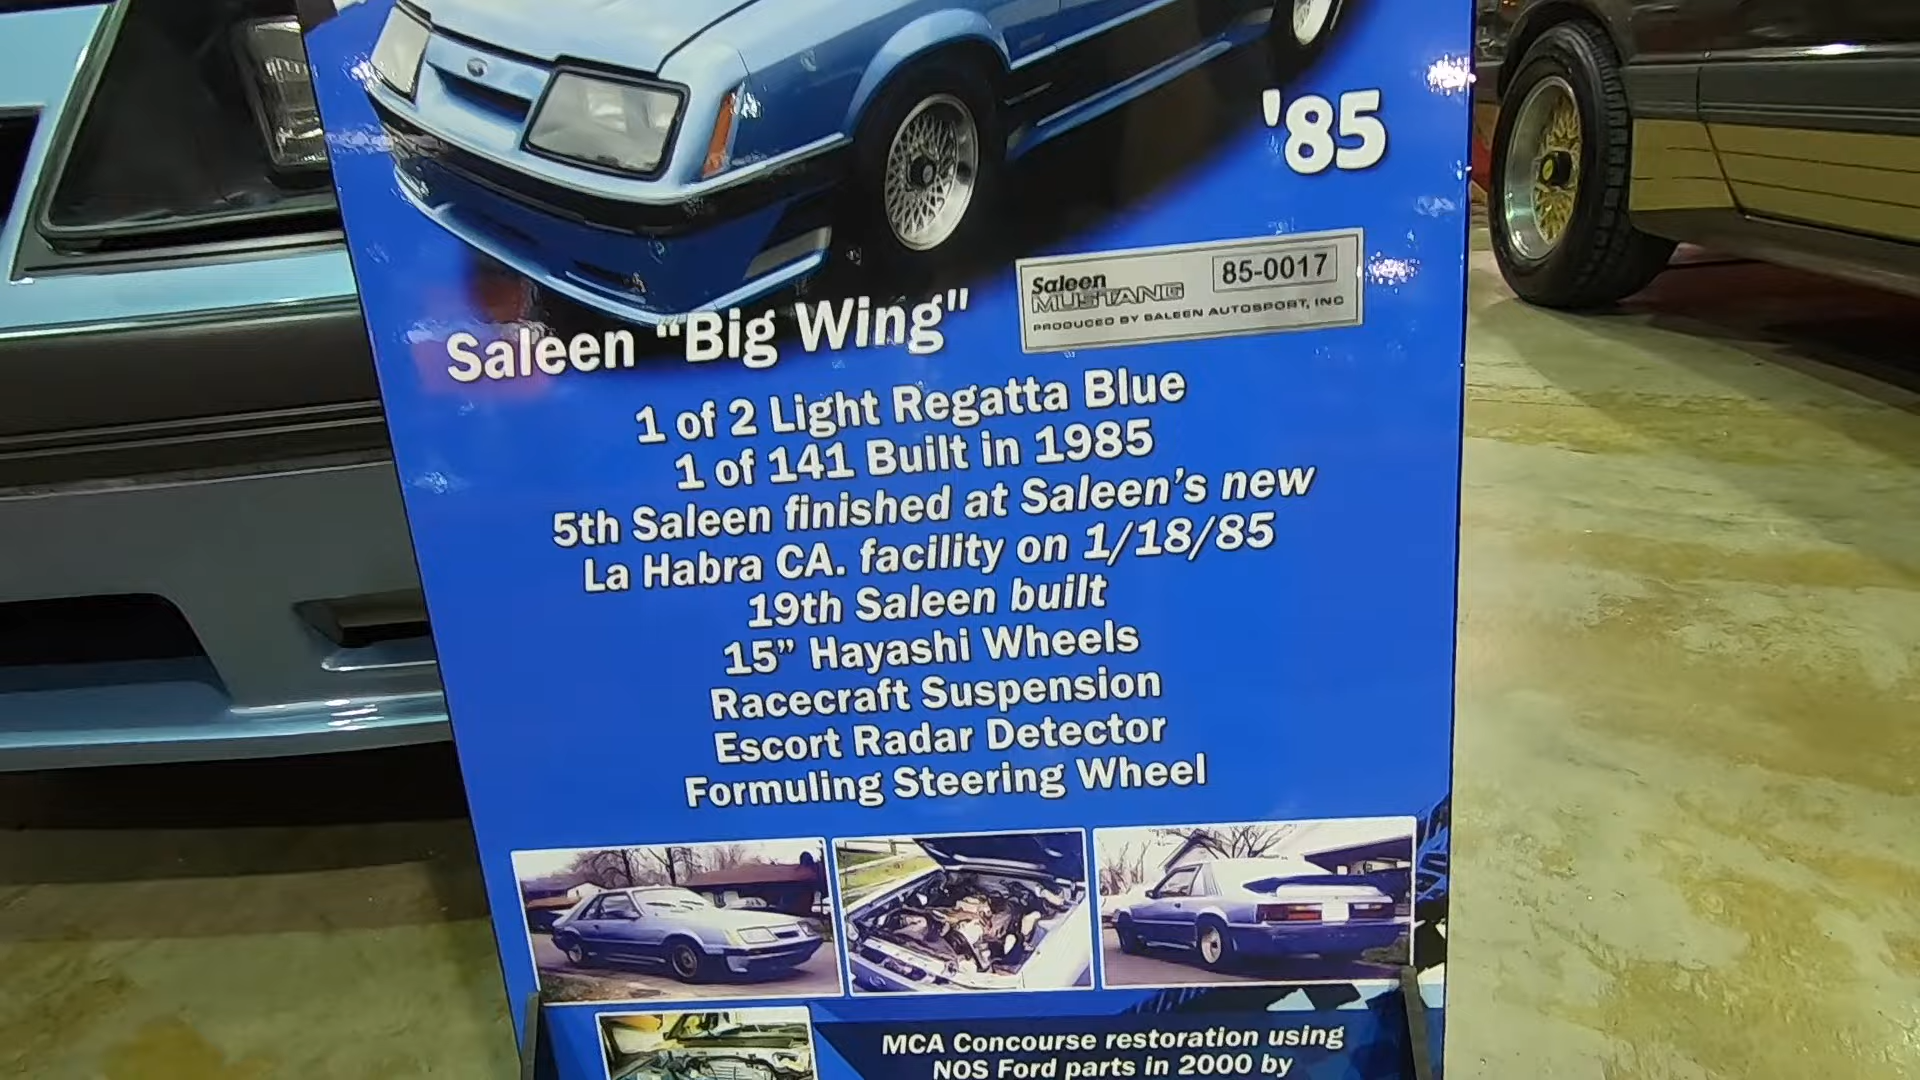 '85
Saleen
MUSTANG
85-0017
PRODUCED BY SALEEN AUTOSPORT, INC
Saleen "Big Wing"
1 of 2 Light Regatta Blue
1 of 141 Built in 1985
5th Saleen finished at Saleen's new
La Habra CA. facility on 1/18/85
19th Saleen built
15” Hayashi Wheels
Racecraft Suspension
Escort Radar Detector
Formuling Steering Wheel
MCA Concourse restoration using
NOS Ford parts in 2000 by